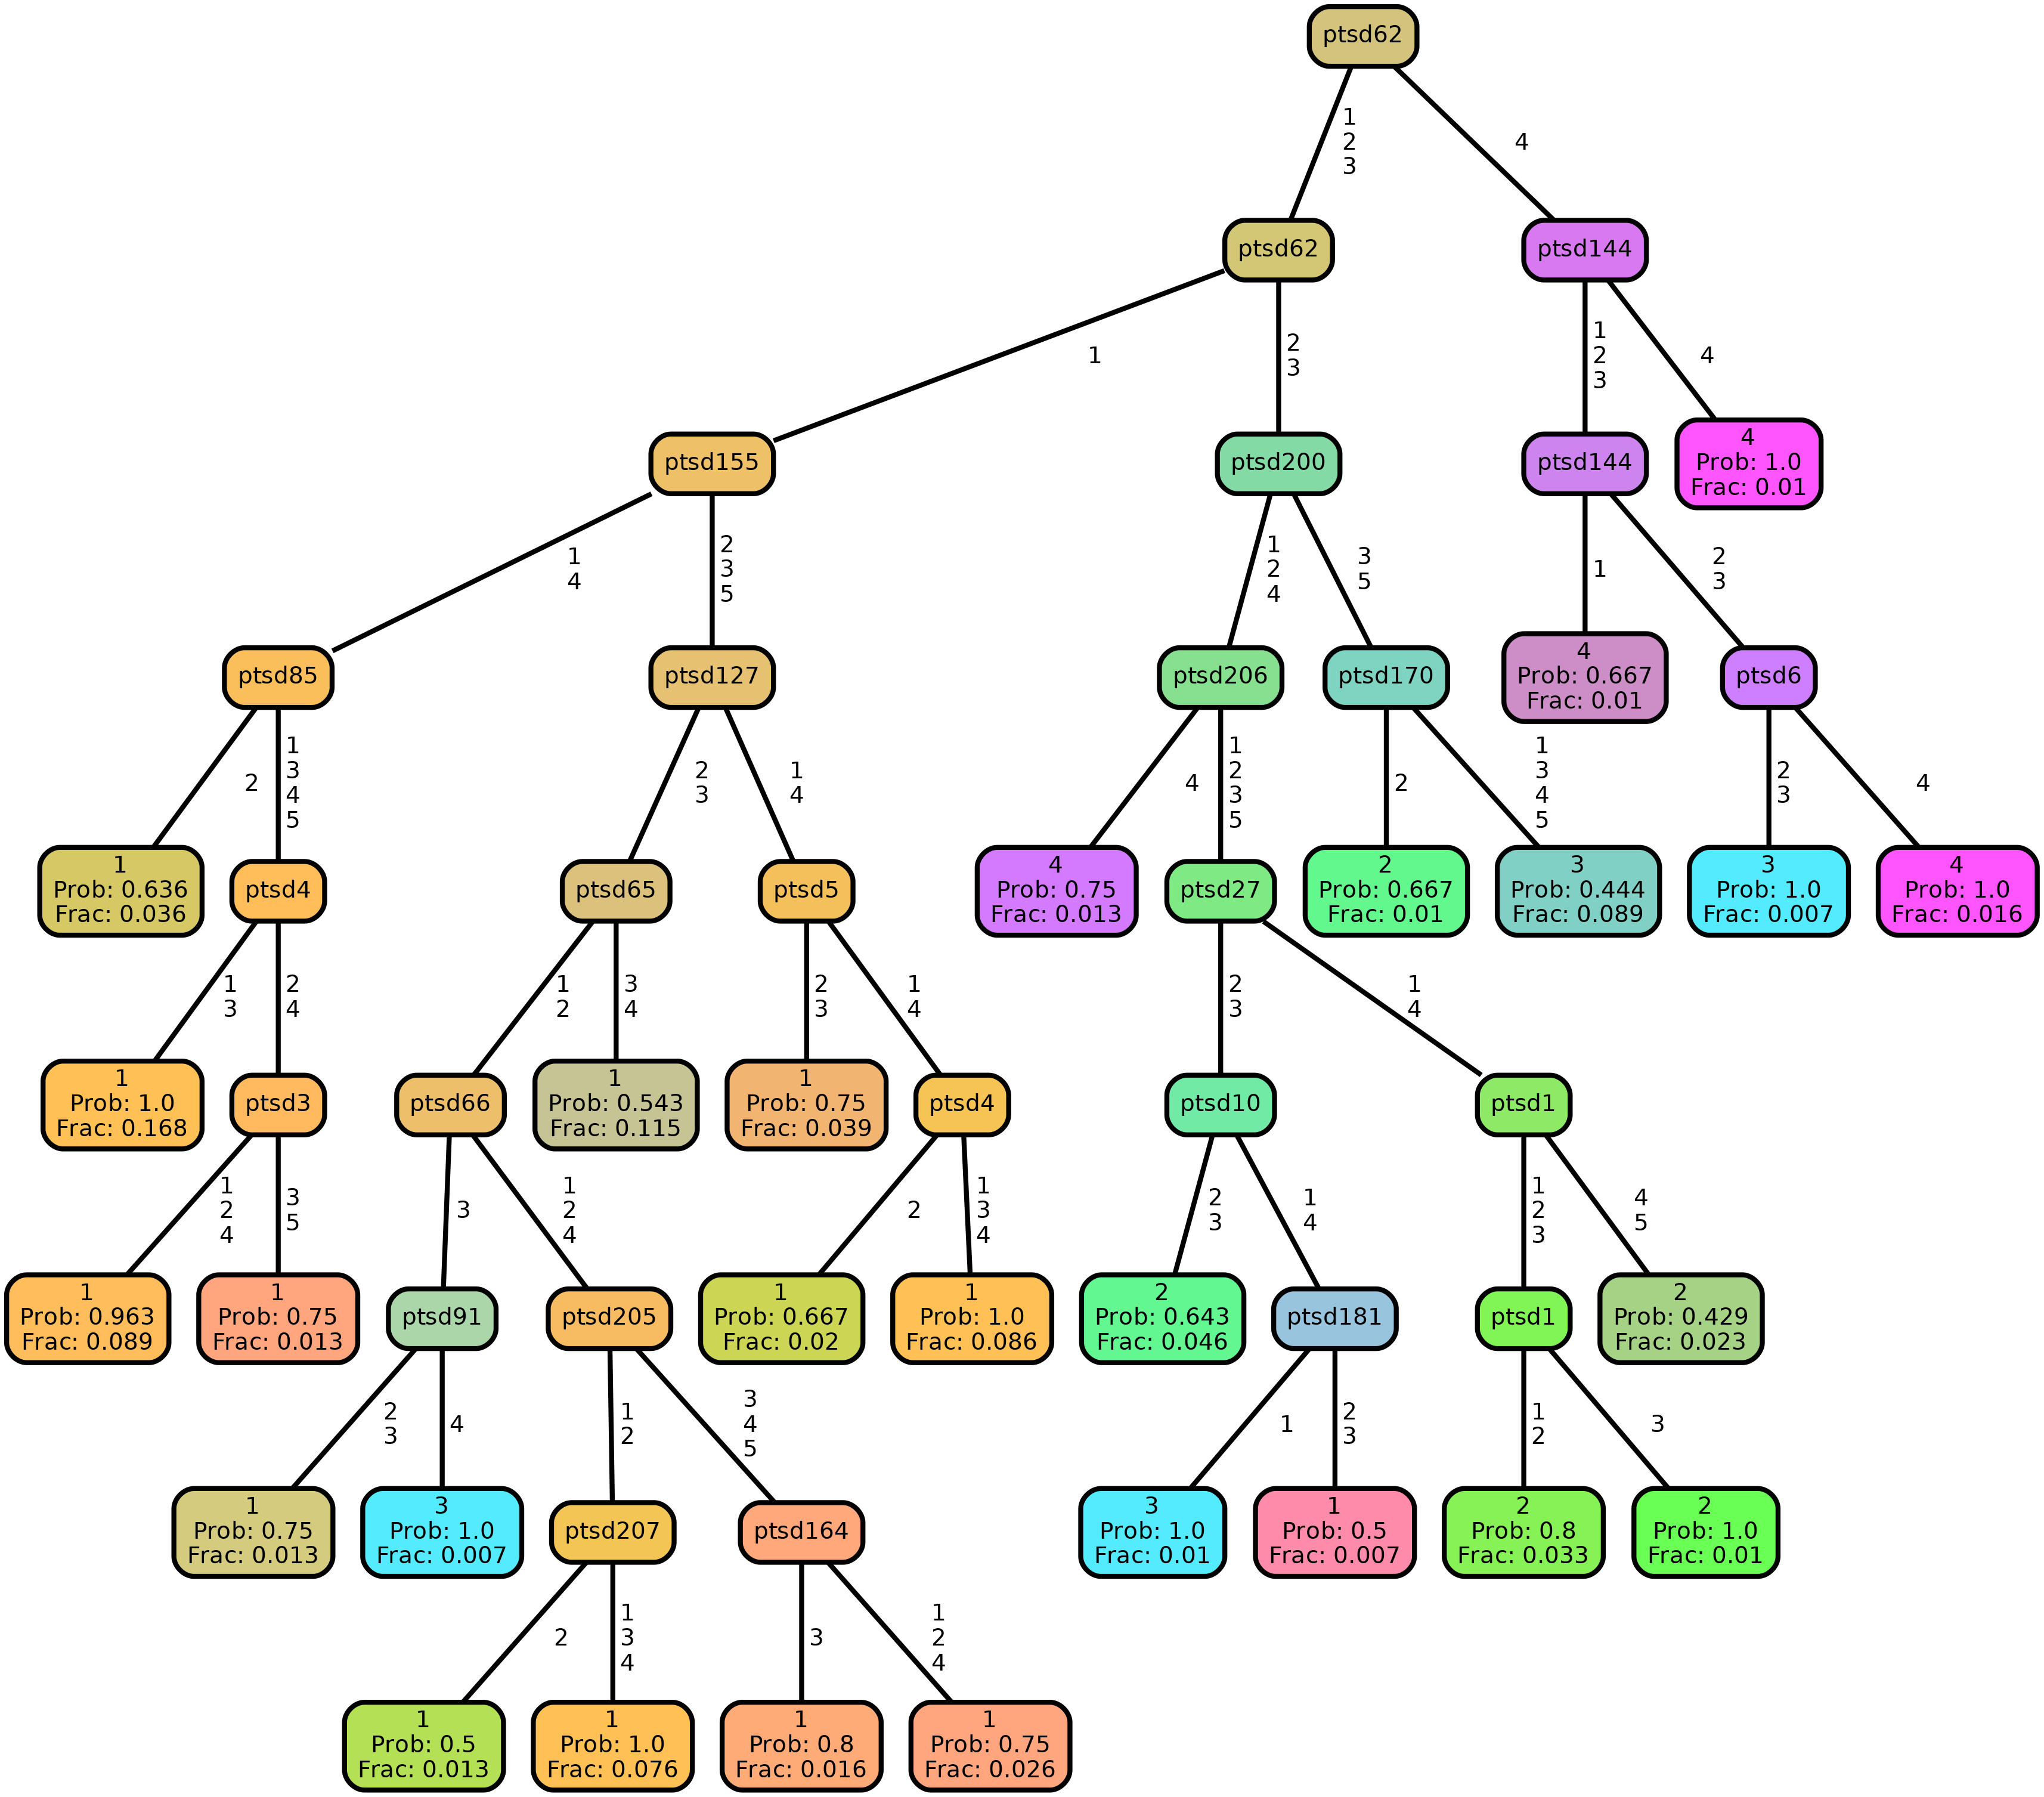 ptsd62
1
2
3
4
ptsd62
ptsd144
1
2
3
1
2
3
4
ptsd155
ptsd200
ptsd144
4
Prob: 1.0
Frac: 0.01
1
4
2
3
5
1
2
4
3
5
1
2
3
ptsd85
ptsd127
ptsd206
ptsd170
4
Prob: 0.667
Frac: 0.01
ptsd6
2
1
3
4
5
2
3
1
4
4
1
2
3
5
2
1
3
4
5
2
3
4
1
Prob: 0.636
Frac: 0.036
ptsd4
ptsd65
ptsd5
4
Prob: 0.75
Frac: 0.013
ptsd27
2
Prob: 0.667
Frac: 0.01
3
Prob: 0.444
Frac: 0.089
3
Prob: 1.0
Frac: 0.007
4
Prob: 1.0
Frac: 0.016
1
3
2
4
1
2
3
4
2
3
1
4
2
3
1
4
1
Prob: 1.0
Frac: 0.168
ptsd3
ptsd66
1
Prob: 0.543
Frac: 0.115
1
Prob: 0.75
Frac: 0.039
ptsd4
ptsd10
ptsd1
1
2
4
3
5
3
1
2
4
2
1
3
4
2
3
1
4
1
2
3
4
5
1
Prob: 0.963
Frac: 0.089
1
Prob: 0.75
Frac: 0.013
ptsd91
ptsd205
1
Prob: 0.667
Frac: 0.02
1
Prob: 1.0
Frac: 0.086
2
Prob: 0.643
Frac: 0.046
ptsd181
ptsd1
2
Prob: 0.429
Frac: 0.023
2
3
4
1
2
3
4
5
1
2
3
1
2
3
1
Prob: 0.75
Frac: 0.013
3
Prob: 1.0
Frac: 0.007
ptsd207
ptsd164
3
Prob: 1.0
Frac: 0.01
1
Prob: 0.5
Frac: 0.007
2
Prob: 0.8
Frac: 0.033
2
Prob: 1.0
Frac: 0.01
2
1
3
4
3
1
2
4
1
Prob: 0.5
Frac: 0.013
1
Prob: 1.0
Frac: 0.076
1
Prob: 0.8
Frac: 0.016
1
Prob: 0.75
Frac: 0.026